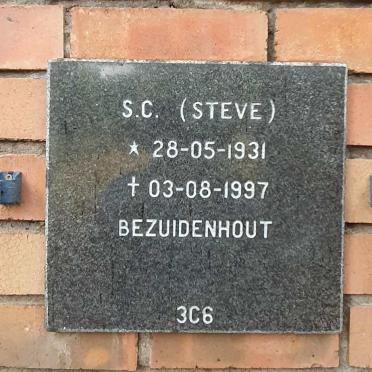 S.C. (STEVE)
★ 28-05-1931
✝ 03-08-1997
BEZUIDENHOUT
3C6